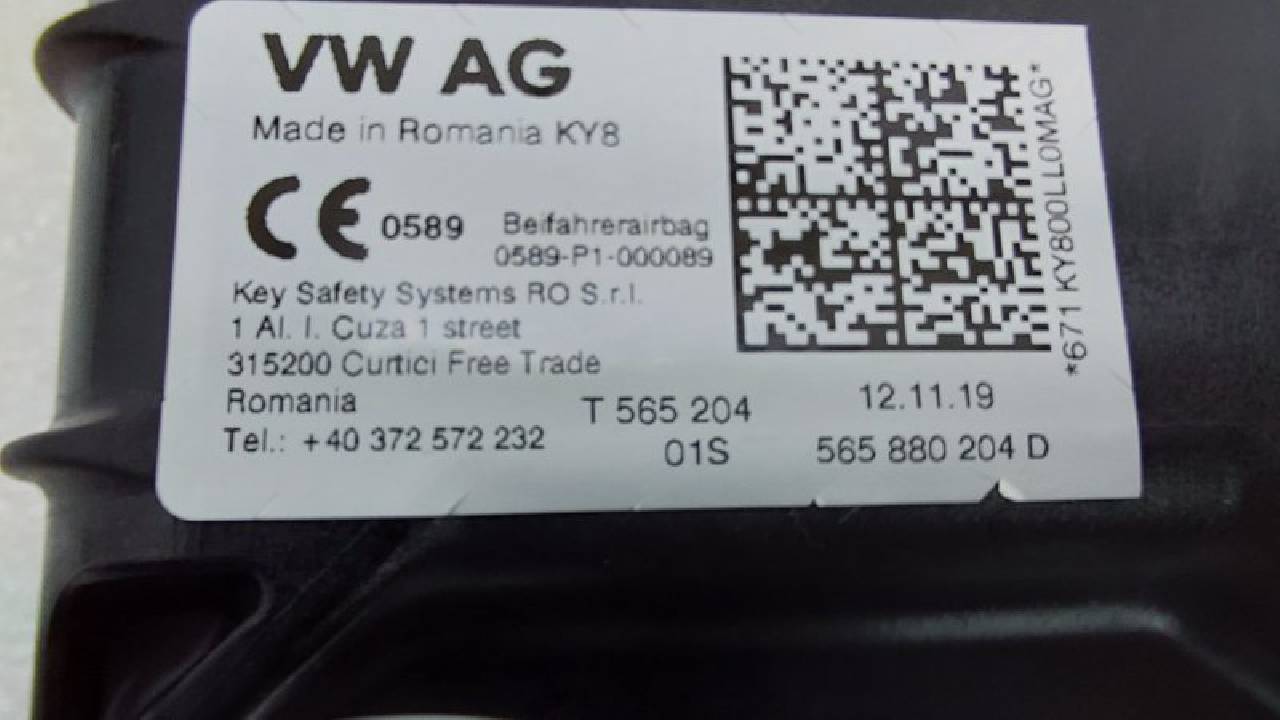 VW AG
Made in Romania KY8
CE 0589 Beifahrerairbag
0589-P1-000089
Key Safety Systems RO S.r.l.
1 Al. I. Cuza 1 street
315200 Curtici Free Trade
Romania
Tel.: +40 372 572 232
T 565 204
01S
12.11.19
565 880 204 D
*671 KY800LL0MAG*